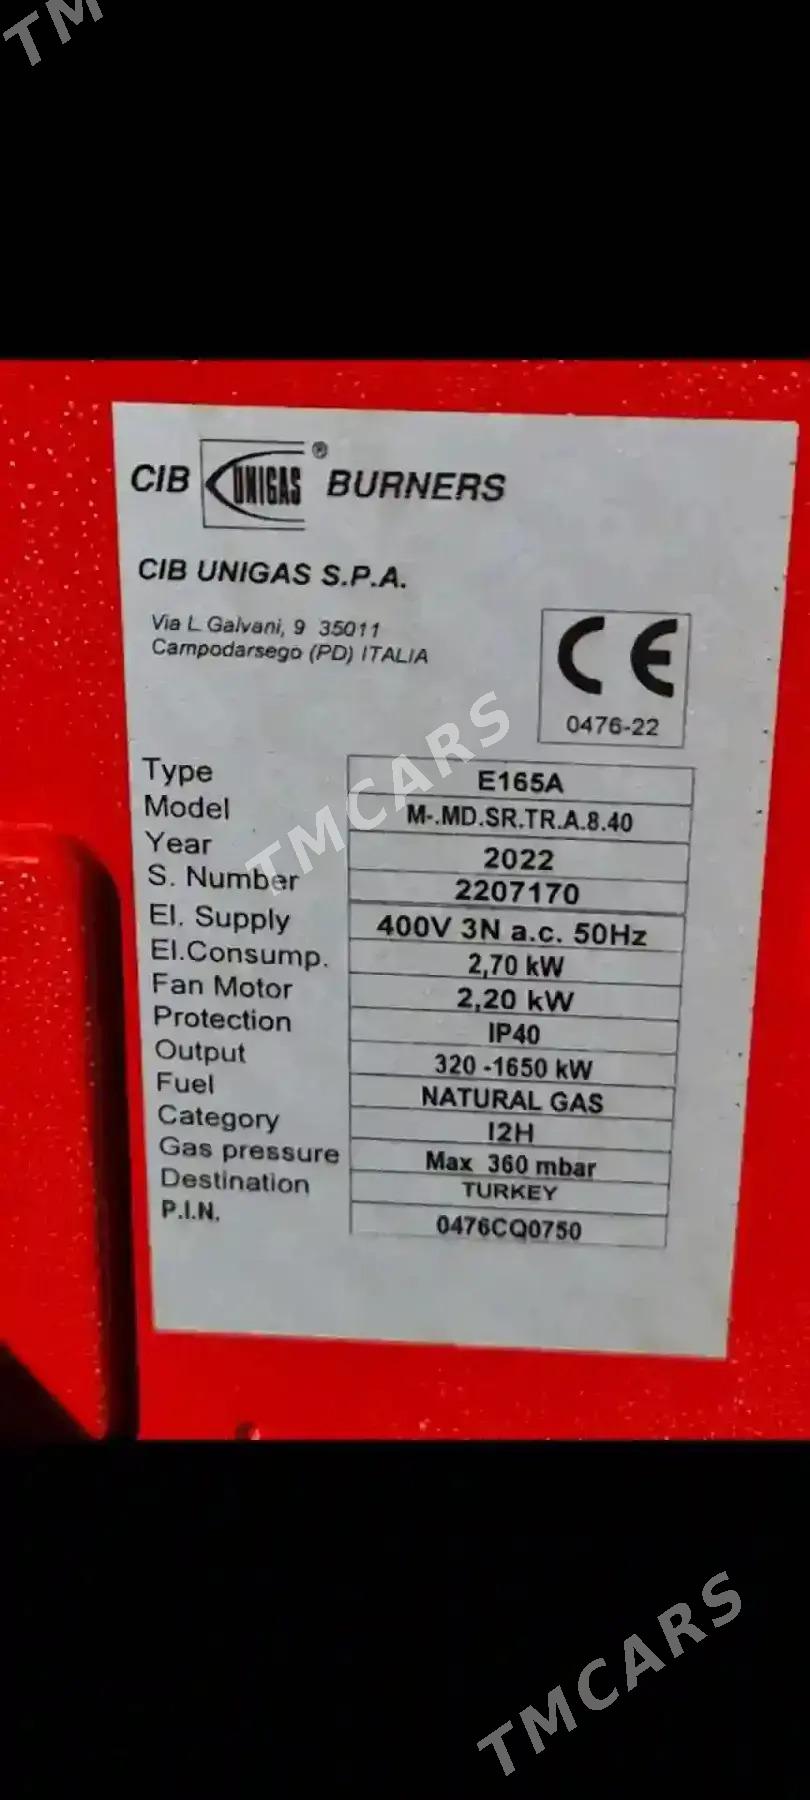 TM
CIB UNIGAS ® BURNERS
CIB UNIGAS S.P.A.
Via L. Galvani, 9 35011
Campodarsego (PD) ITALIA
CE
0476-22
TMCARS
Type E165A
Model M-.MD.SR.TR.A.8.40
Year 2022
S. Number 2207170
El. Supply 400V 3N a.c. 50Hz
El.Consump. 2,70 kW
Fan Motor 2,20 kW
Protection IP40
Output 320 -1650 kW
Fuel NATURAL GAS
Category I2H
Gas pressure Max 360 mbar
Destination TURKEY
P.I.N. 0476CQ0750
TMCARS